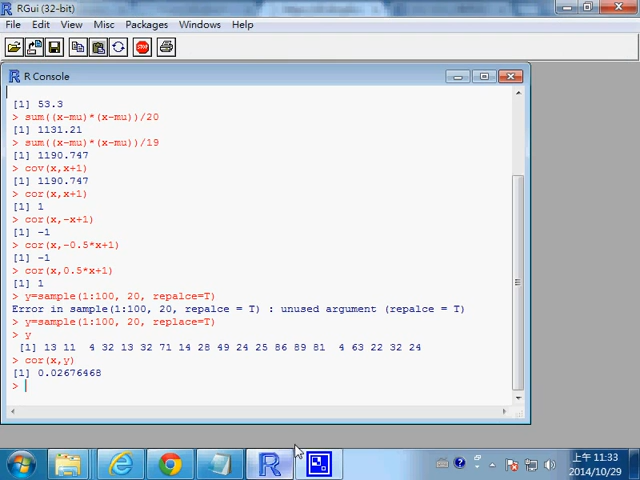 RGui (32-bit)
File Edit View Misc Packages Windows Help
R Console
[1] 53.3
> sum((x-mu)*(x-mu))/20
[1] 1131.21
> sum((x-mu)*(x-mu))/19
[1] 1190.747
> cov(x,x+1)
[1] 1190.747
> cor(x,x+1)
[1] 1
> cor(x,-x+1)
[1] -1
> cor(x,-0.5*x+1)
[1] -1
> cor(x,0.5*x+1)
[1] 1
> y=sample(1:100, 20, repalce=T)
Error in sample(1:100, 20, repalce = T) : unused argument (repalce = T)
> y=sample(1:100, 20, replace=T)
> y
[1] 13 11 4 32 13 32 71 14 28 49 24 25 86 89 81 4 63 22 32 24
> cor(x,y)
[1] 0.02676468
>
上午 11:33
2014/10/29